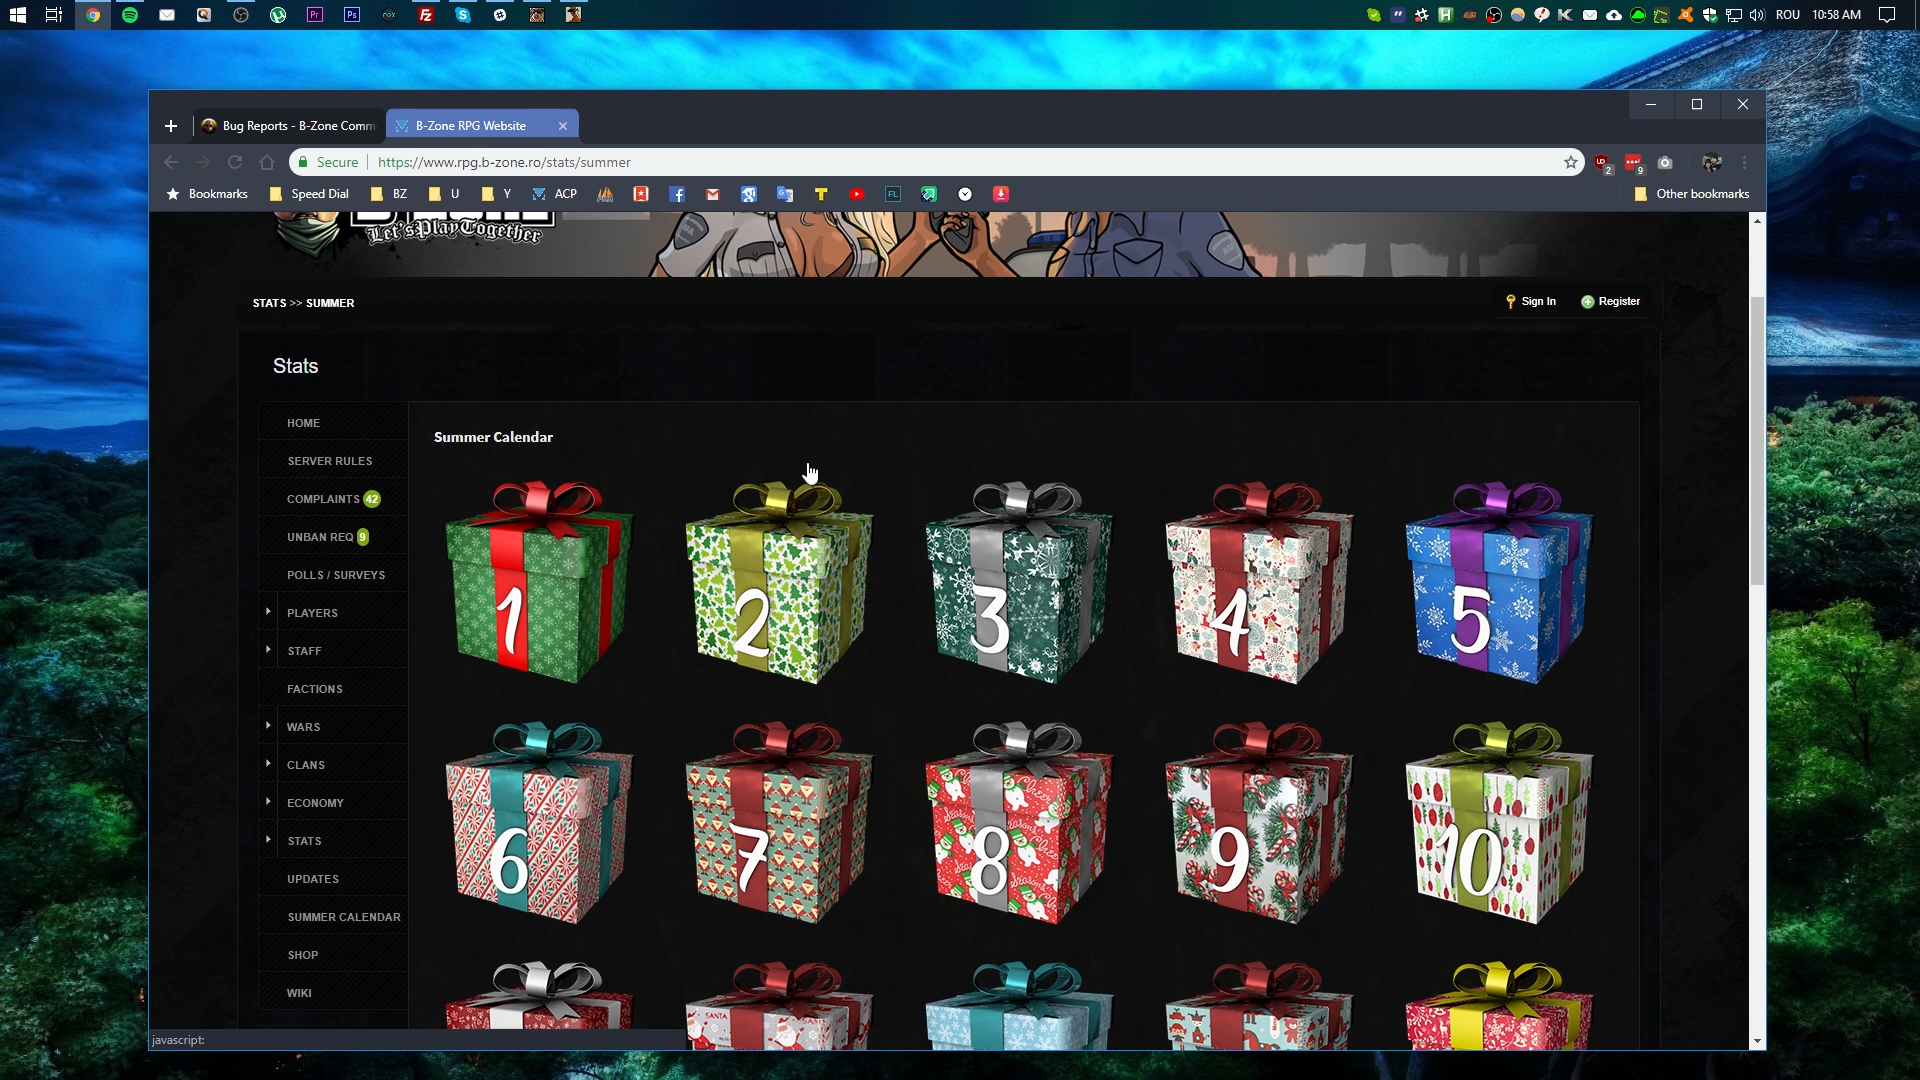 ROU 10:58 AM
Bug Reports - B-Zone Comm
B-Zone RPG Website
Secure https://www.rpg.b-zone.ro/stats/summer
2
9
Bookmarks Speed Dial BZ U Y ACP Other bookmarks
Let's Play Together
STATS >> SUMMER
Sign In Register
Stats
HOME
SERVER RULES
COMPLAINTS 42
UNBAN REQ 9
POLLS / SURVEYS
PLAYERS
STAFF
FACTIONS
WARS
CLANS
ECONOMY
STATS
UPDATES
SUMMER CALENDAR
SHOP
WIKI
Summer Calendar
1 2 3 4 5
6 7 8 9 10
SANTA
javascript: